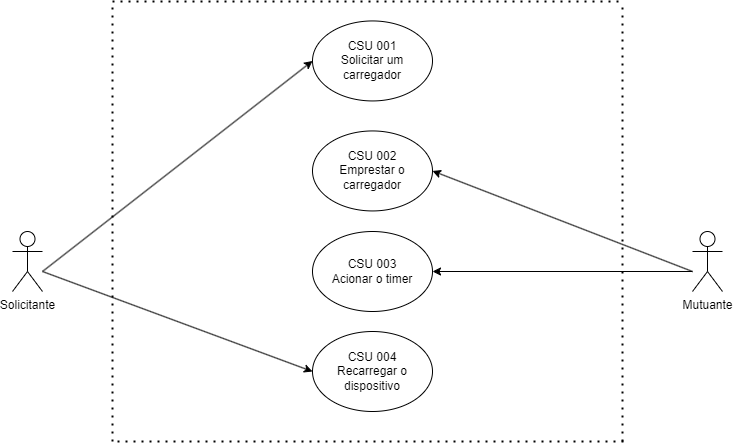 CSU 001
Solicitar um
carregador
CSU 002
Emprestar o
carregador
CSU 003
Acionar o timer
Solicitante
Mutuante
CSU 004
Recarregar o
dispositivo